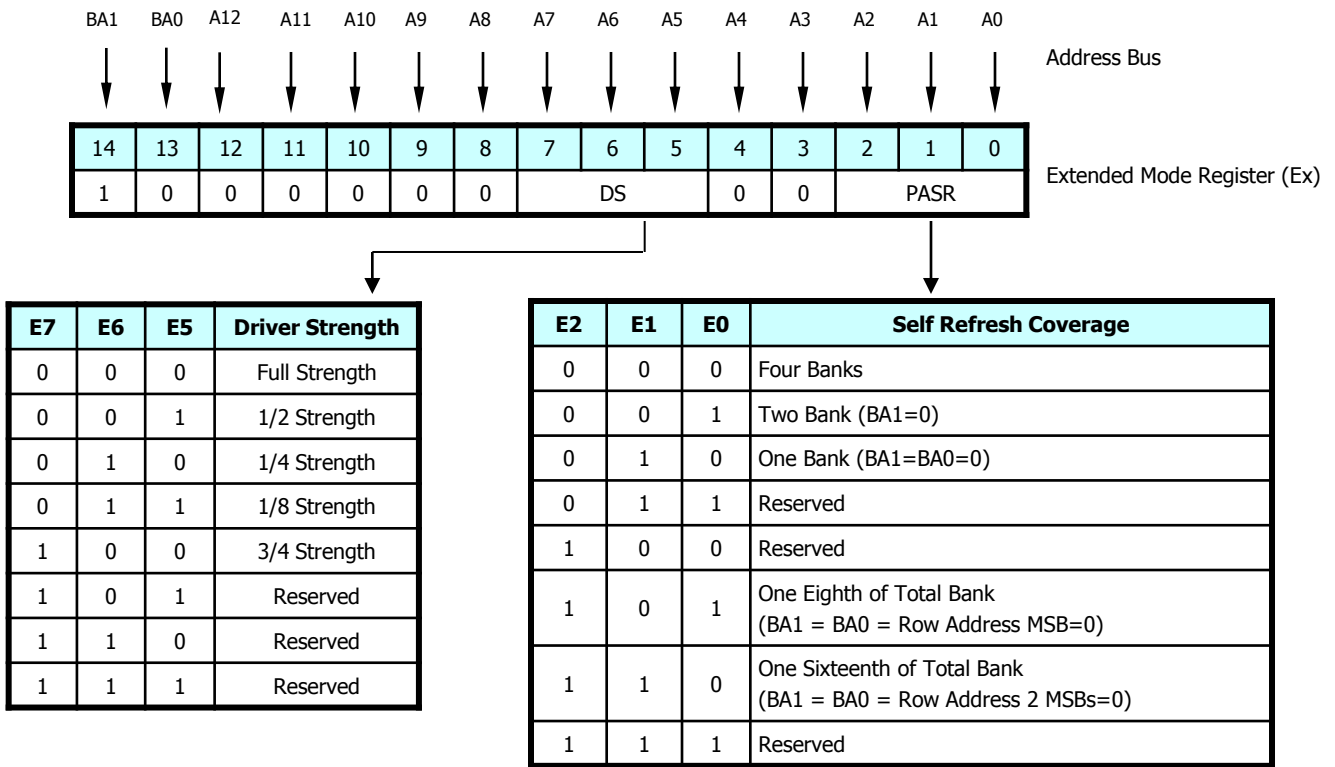 BA1 BA0 A12 A11 A10 A9 A8 A7 A6 A5 A4 A3 A2 A1 A0
Address Bus
14 13 12 11 10 9 8 7 6 5 4 3 2 1 0
1 0 0 0 0 0 0 DS 0 0 PASR
Extended Mode Register (Ex)
E7 E6 E5 Driver Strength
0 0 0 Full Strength
0 0 1 1/2 Strength
0 1 0 1/4 Strength
0 1 1 1/8 Strength
1 0 0 3/4 Strength
1 0 1 Reserved
1 1 0 Reserved
1 1 1 Reserved
E2 E1 E0 Self Refresh Coverage
0 0 0 Four Banks
0 0 1 Two Bank (BA1=0)
0 1 0 One Bank (BA1=BA0=0)
0 1 1 Reserved
1 0 0 Reserved
1 0 1 One Eighth of Total Bank
(BA1 = BA0 = Row Address MSB=0)
1 1 0 One Sixteenth of Total Bank
(BA1 = BA0 = Row Address 2 MSBs=0)
1 1 1 Reserved